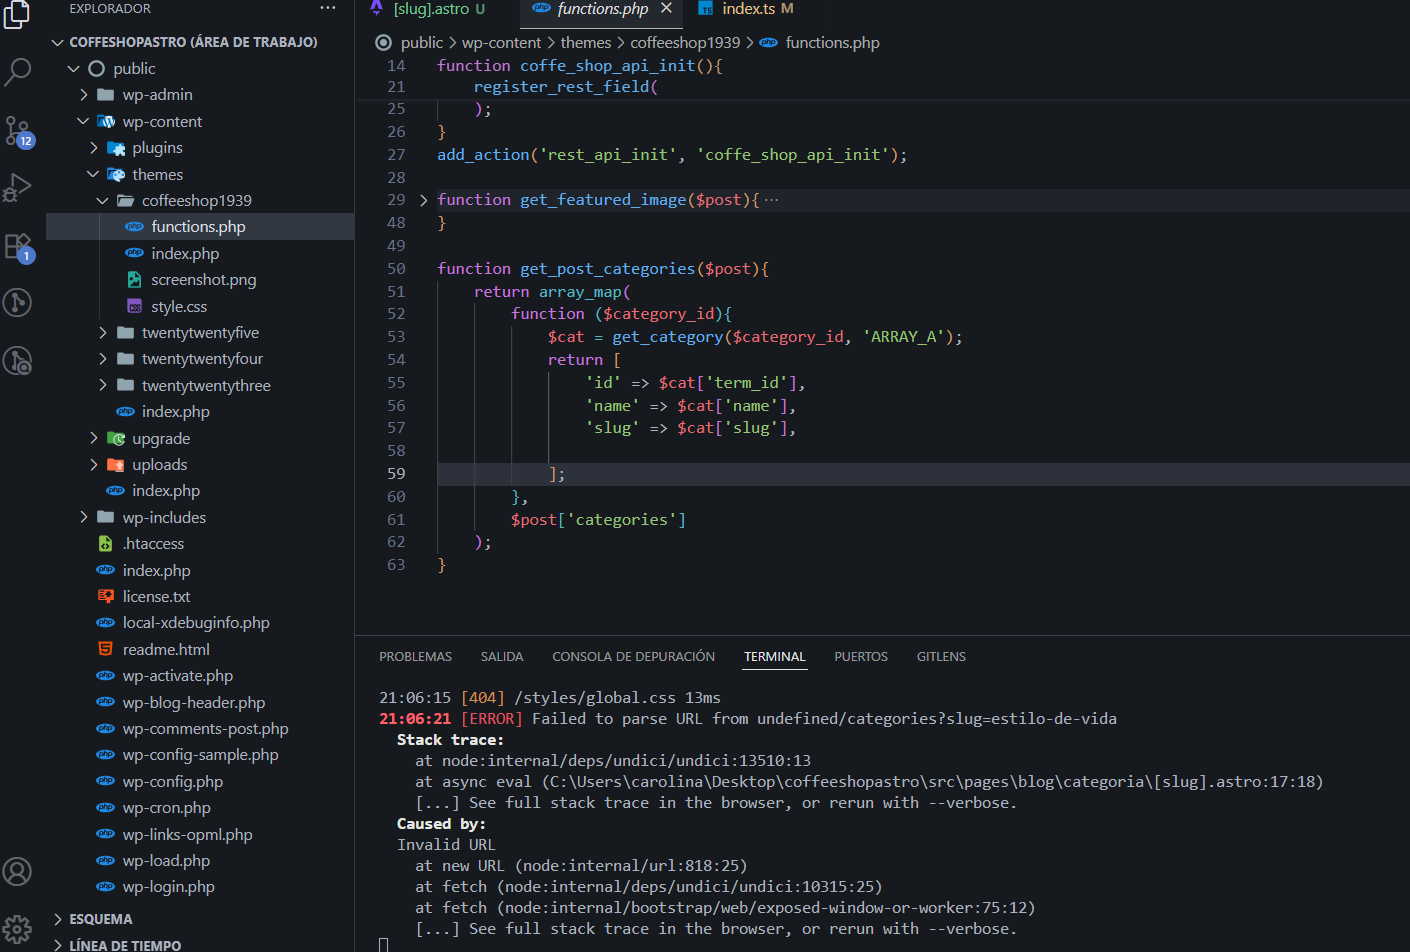 EXPLORADOR
COFFESHOPASTRO (ÁREA DE TRABAJO)
public
wp-admin
wp-content
plugins
themes
coffeeshop1939
functions.php
index.php
screenshot.png
style.css
twentytwentyfive
twentytwentyfour
twentytwentythree
index.php
upgrade
uploads
index.php
wp-includes
.htaccess
index.php
license.txt
local-xdebuginfo.php
readme.html
wp-activate.php
wp-blog-header.php
wp-comments-post.php
wp-config-sample.php
wp-config.php
wp-cron.php
wp-links-opml.php
wp-load.php
wp-login.php
ESQUEMA
LÍNEA DE TIEMPO
12
1
[slug].astro U
functions.php
index.ts M
public > wp-content > themes > coffeeshop1939 > functions.php
14 function coffe_shop_api_init(){
21 register_rest_field(
25 );
26 }
27 add_action('rest_api_init', 'coffe_shop_api_init');
28
29 function get_featured_image($post){ ···
48 }
49
50 function get_post_categories($post){
51 return array_map(
52 function ($category_id){
53 $cat = get_category($category_id, 'ARRAY_A');
54 return [
55 'id' => $cat['term_id'],
56 'name' => $cat['name'],
57 'slug' => $cat['slug'],
58
59 ];
60 },
61 $post['categories']
62 );
63 }
PROBLEMAS SALIDA CONSOLA DE DEPURACIÓN TERMINAL PUERTOS GITLENS
21:06:15 [404] /styles/global.css 13ms
21:06:21 [ERROR] Failed to parse URL from undefined/categories?slug=estilo-de-vida
Stack trace:
at node:internal/deps/undici/undici:13510:13
at async eval (C:\Users\carolina\Desktop\coffeeshopastro\src\pages\blog\categoria\[slug].astro:17:18)
[...] See full stack trace in the browser, or rerun with --verbose.
Caused by:
Invalid URL
at new URL (node:internal/url:818:25)
at fetch (node:internal/deps/undici/undici:10315:25)
at fetch (node:internal/bootstrap/web/exposed-window-or-worker:75:12)
[...] See full stack trace in the browser, or rerun with --verbose.